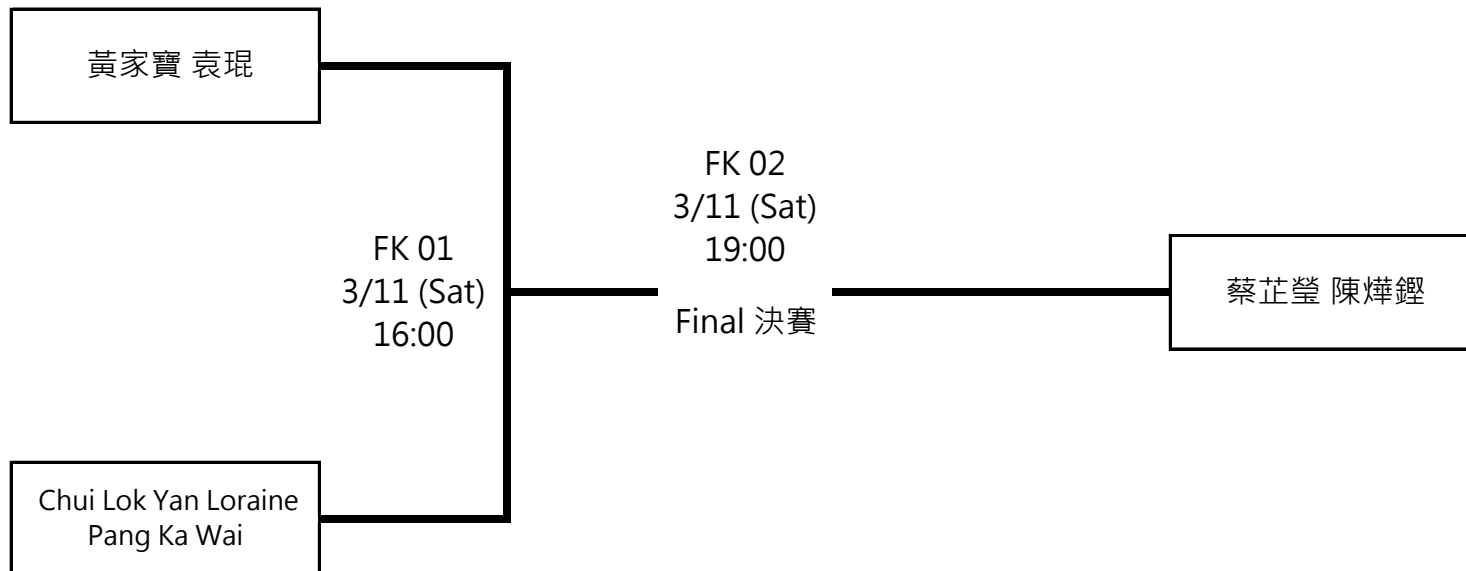 黃家寶 袁琨
FK 01
3/11 (Sat)
16:00
Chui Lok Yan Loraine
Pang Ka Wai
FK 02
3/11 (Sat)
19:00
Final 決賽
蔡芷瑩 陳燁鏗